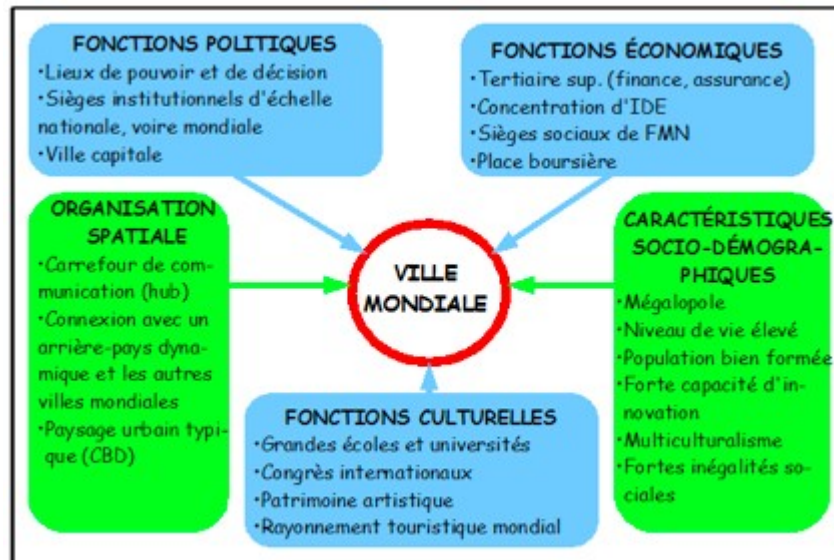 FONCTIONS POLITIQUES
•Lieux de pouvoir et de décision
•Sièges institutionnels d'échelle
nationale, voire mondiale
•Ville capitale
FONCTIONS ÉCONOMIQUES
•Tertiaire sup. (finance, assurance)
•Concentration d'IDE
•Sièges sociaux de FMN
•Place boursière
ORGANISATION
SPATIALE
•Carrefour de com-
munication (hub)
•Connexion avec un
arrière-pays dyna-
mique et les autres
villes mondiales
•Paysage urbain typi-
que (CBD)
VILLE
MONDIALE
CARACTÉRISTIQUES
SOCIO-DÉMOGRA-
PHIQUES
•Mégalopole
•Niveau de vie élevé
•Population bien formée
•Forte capacité d'in-
novation
•Multiculturalisme
•Fortes inégalités so-
ciales
FONCTIONS CULTURELLES
•Grandes écoles et universités
•Congrès internationaux
•Patrimoine artistique
•Rayonnement touristique mondial